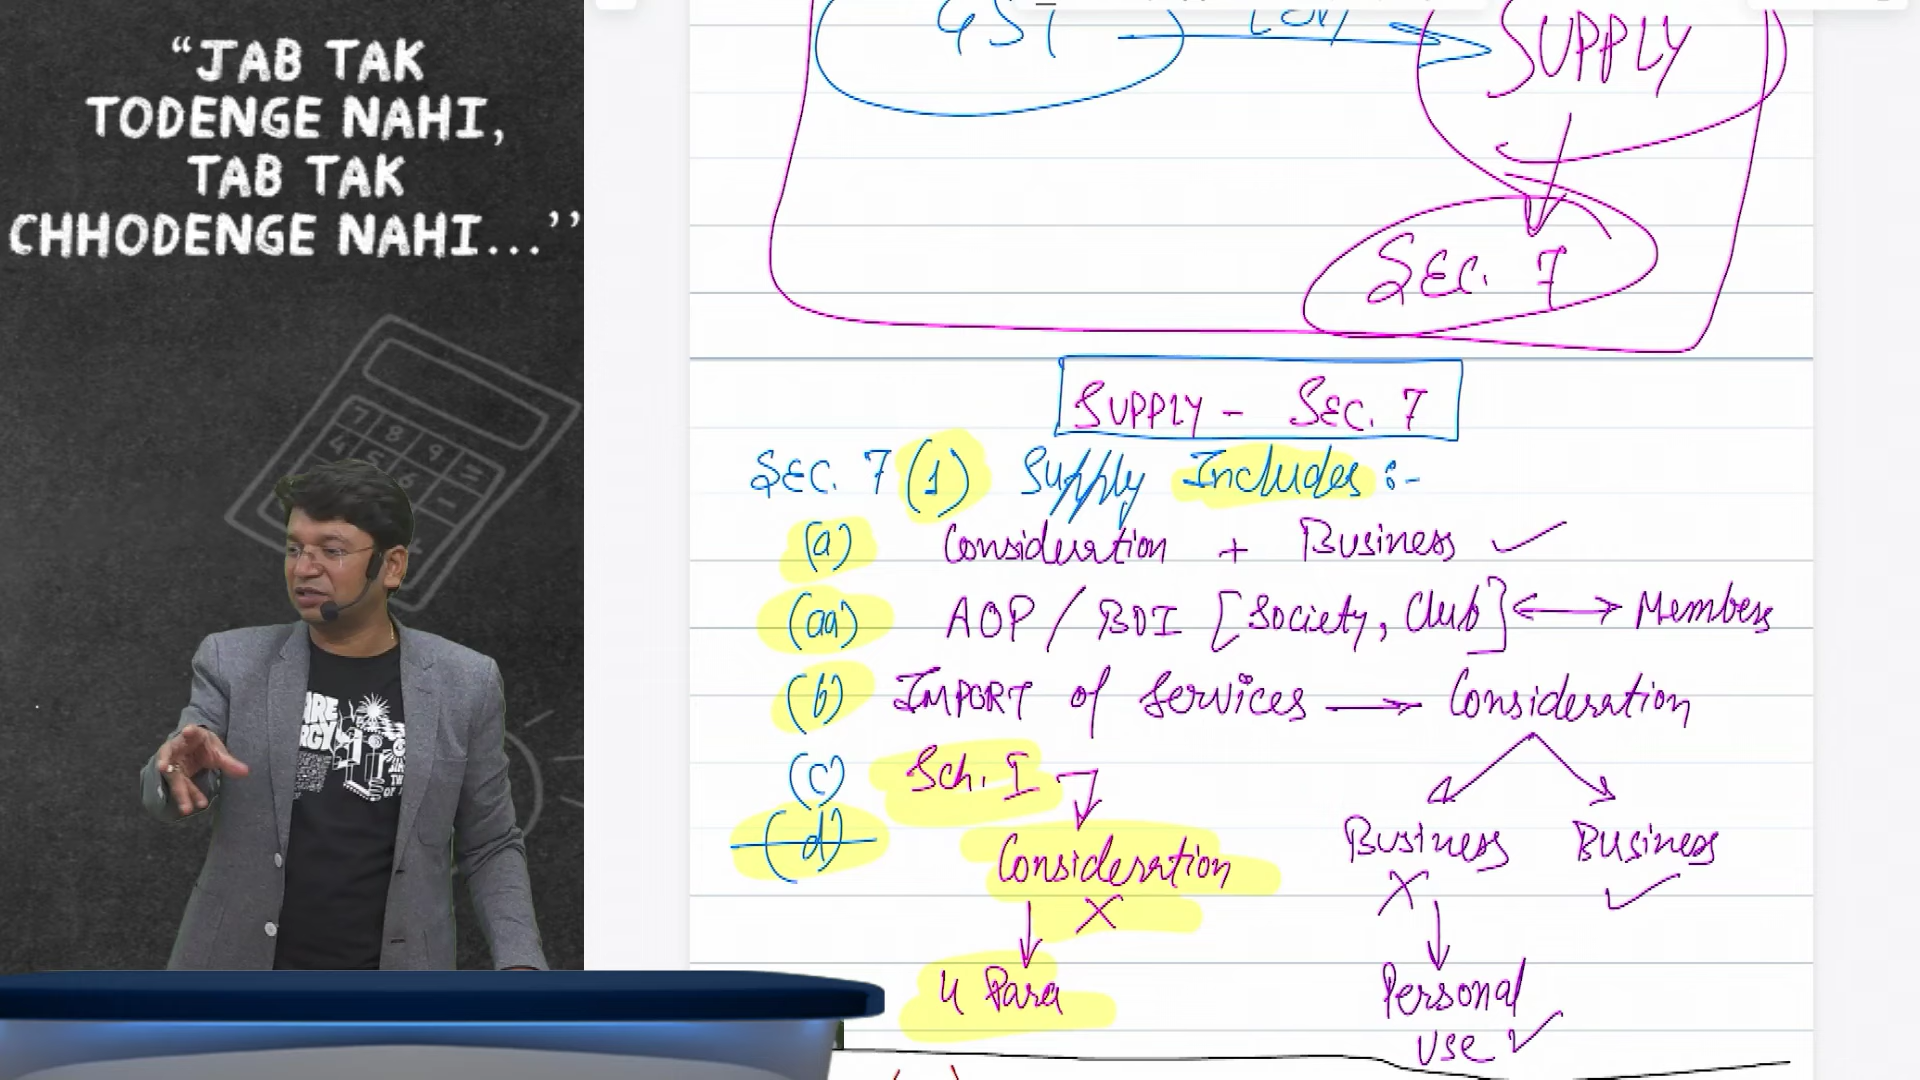 “JAB TAK
TODENGE NAHI,
TAB TAK
CHHODENGE NAHI...’’
GST
SUPPLY
SEC. 7
SUPPLY - SEC. 7
SEC. 7 (1) Supply Includes :-
(a) Consideration + Business ✓
(aa) AOP / BOI [Society, Club] ↔ Members
(b) IMPORT of Services → Consideration
(c) Sch. I
(d)
Consideration
X
4 Para
Business
X
Personal
use ✓
Business
✓